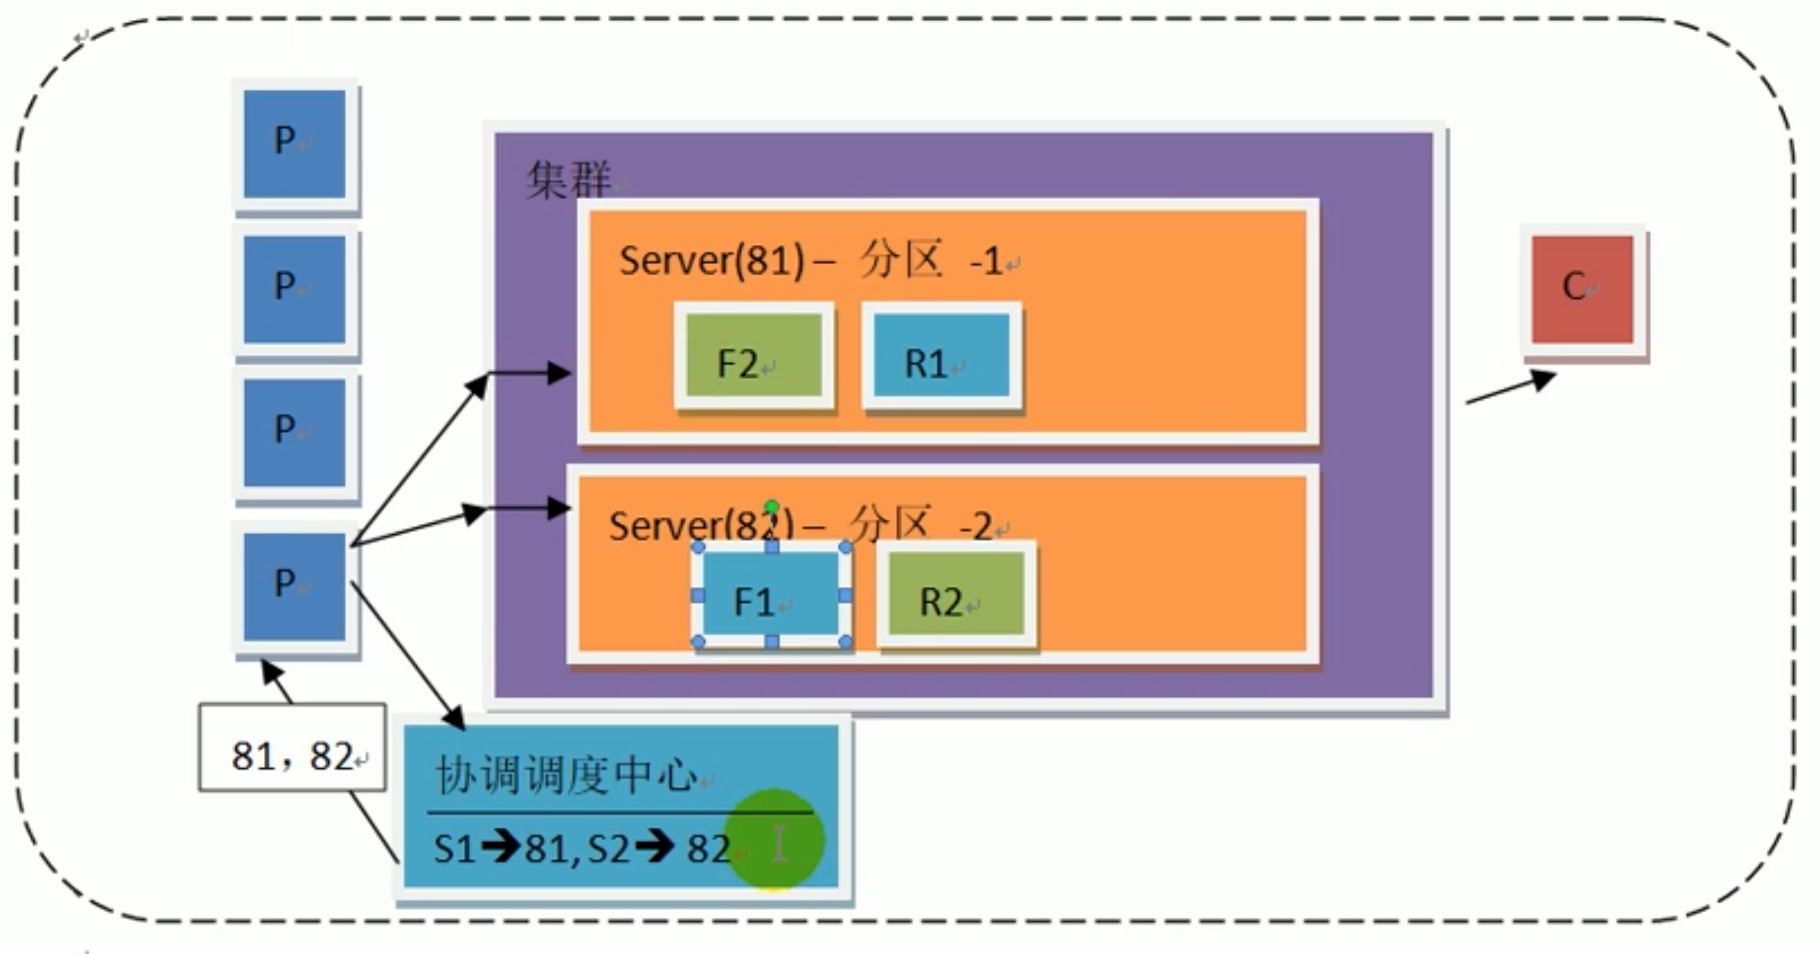 P
P
P
P
集群
Server(81) – 分区 -1
F2
R1
Server(82) – 分区 -2
F1
R2
C
81，82
协调调度中心
S1➔81, S2➔ 82